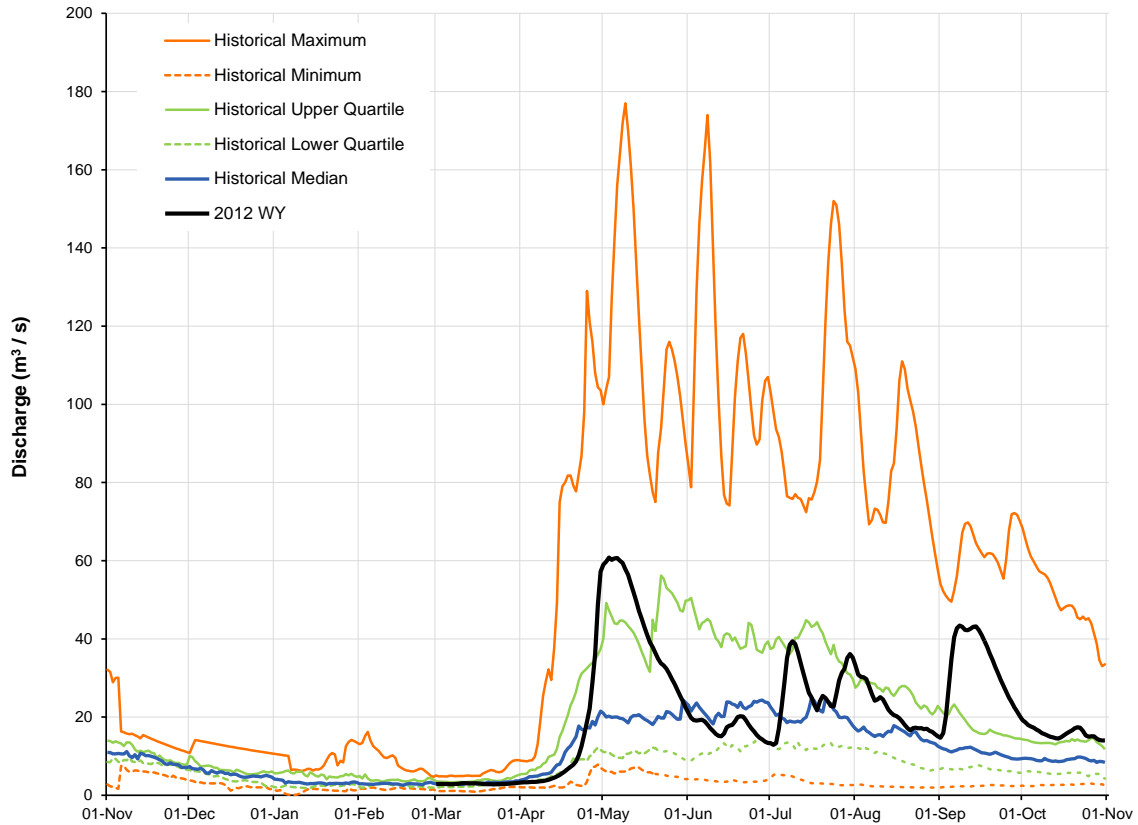 200
180
160
140
120
100
80
60
40
20
0
Discharge (m³ / s)
Historical Maximum
Historical Minimum
Historical Upper Quartile
Historical Lower Quartile
Historical Median
2012 WY
01-Nov 01-Dec 01-Jan 01-Feb 01-Mar 01-Apr 01-May 01-Jun 01-Jul 01-Aug 01-Sep 01-Oct 01-Nov